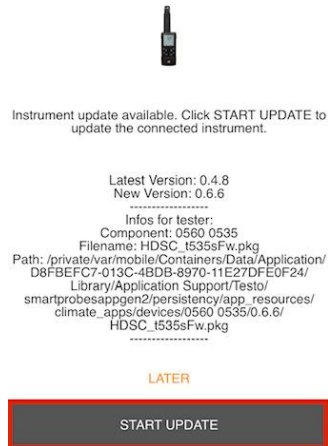 Instrument update available. Click START UPDATE to
update the connected instrument.
Latest Version: 0.4.8
New Version: 0.6.6
------------------
Infos for tester:
Component: 0560 0535
Filename: HDSC_t535sFw.pkg
Path: /private/var/mobile/Containers/Data/Application/
D8FBEFC7-013C-4BDB-8970-11E27DFE0F24/
Library/Application Support/Testo/
smartprobesappgen2/persistency/app_resources/
climate_apps/devices/0560 0535/0.6.6/
HDSC_t535sFw.pkg
------------------
LATER
START UPDATE